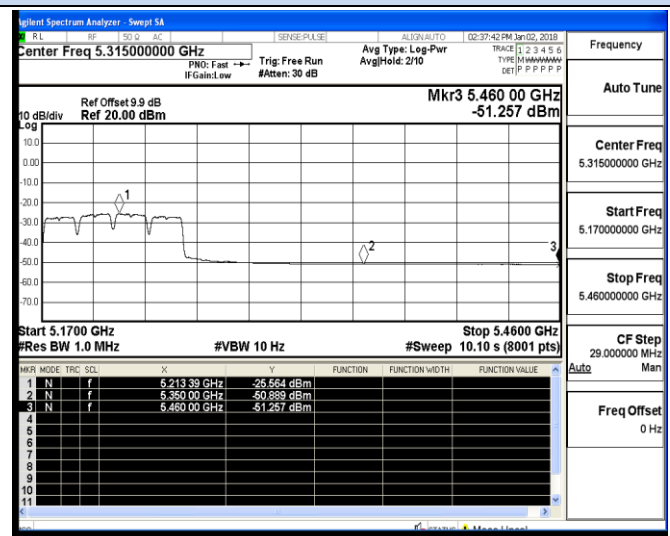 Agilent Spectrum Analyzer - Swept SA
RL RF 50 Ω AC SENSE:PULSE ALIGN AUTO 02:37:42 PM Jan 02, 2018
Center Freq 5.315000000 GHz
PNO: Fast
IFGain:Low
Trig: Free Run
#Atten: 30 dB
Avg Type: Log-Pwr
Avg|Hold: 2/10
TRACE 1 2 3 4 5 6
TYPE M
DET P P P P P P
Ref Offset 9.9 dB
10 dB/div Ref 20.00 dBm
Mkr3 5.460 00 GHz
-51.257 dBm
Log
10.0
0.00
-10.0
-20.0
-30.0
-40.0
-50.0
-60.0
-70.0
1
2
3
Start 5.1700 GHz Stop 5.4600 GHz
#Res BW 1.0 MHz #VBW 10 Hz #Sweep 10.10 s (8001 pts)
MKR MODE TRC SCL X Y FUNCTION FUNCTION WIDTH FUNCTION VALUE
1 N f 5.213 39 GHz -25.564 dBm
2 N f 5.350 00 GHz -50.889 dBm
3 N f 5.460 00 GHz -51.257 dBm
4
5
6
7
8
9
10
11
Frequency
Auto Tune
Center Freq
5.315000000 GHz
Start Freq
5.170000000 GHz
Stop Freq
5.460000000 GHz
CF Step
29.000000 MHz
Auto Man
Freq Offset
0 Hz